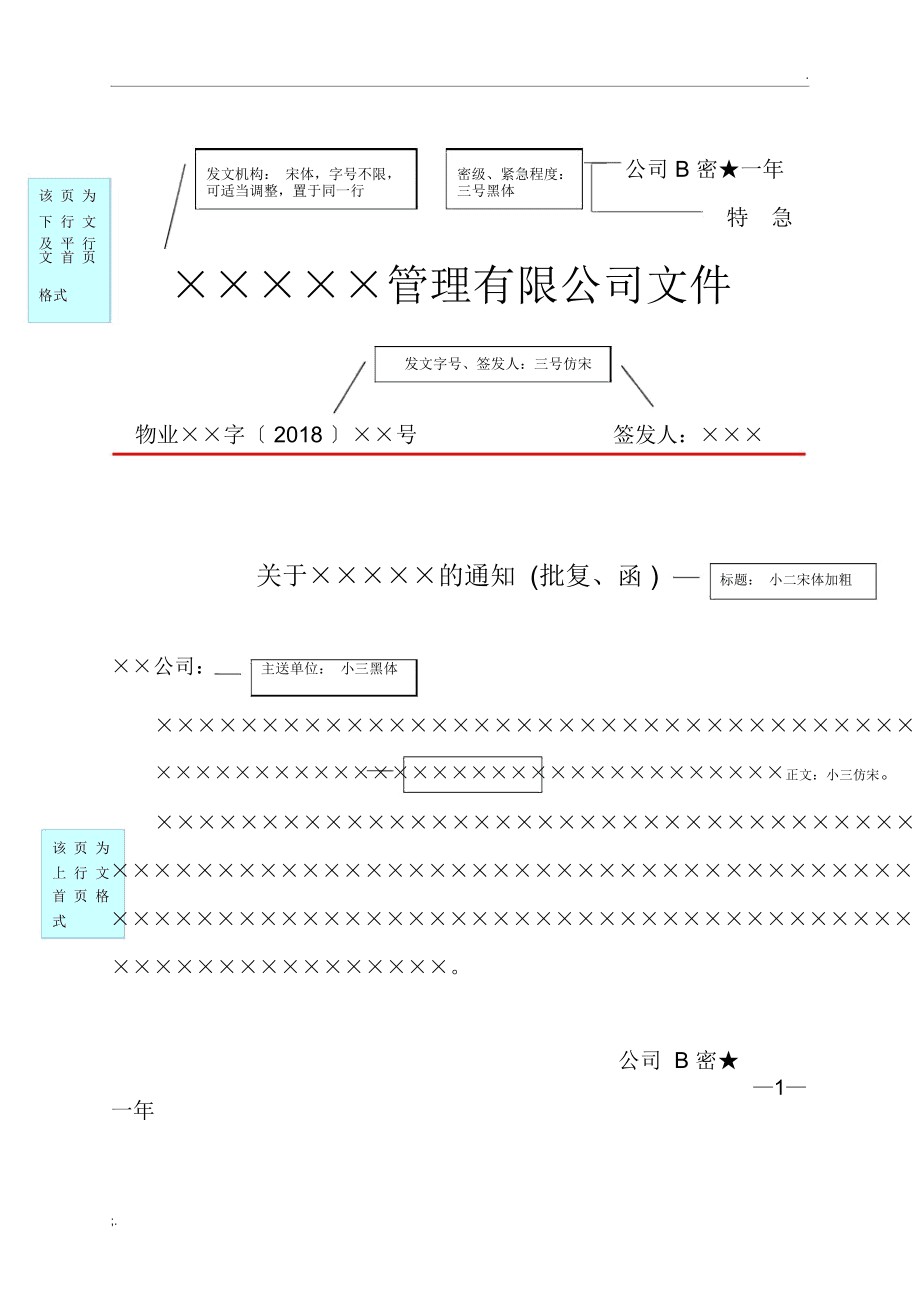 .
发文机构： 宋体，字号不限，
可适当调整，置于同一行
密级、紧急程度：
三号黑体
公司 B 密★一年
特 急
该 页 为
下 行 文
及 平 行
文 首 页
格式
×××××管理有限公司文件
发文字号、签发人：三号仿宋
物业××字〔 2018 〕××号
签发人：×××
关于×××××的通知 (批复、函 )
标题： 小二宋体加粗
××公司：
主送单位： 小三黑体
××××××××××××××××××××××××××××××××××××
××××××××××××××××××××××××××××××××正文：小三仿宋。
××××××××××××××××××××××××××××××××××××
该 页 为
上 行 文
首 页 格
式
××××××××××××××××××××××××××××××××××××××
××××××××××××××××××××××××××××××××××××××
××××××××××××××××。
公司 B 密★
—1—
一年
;.